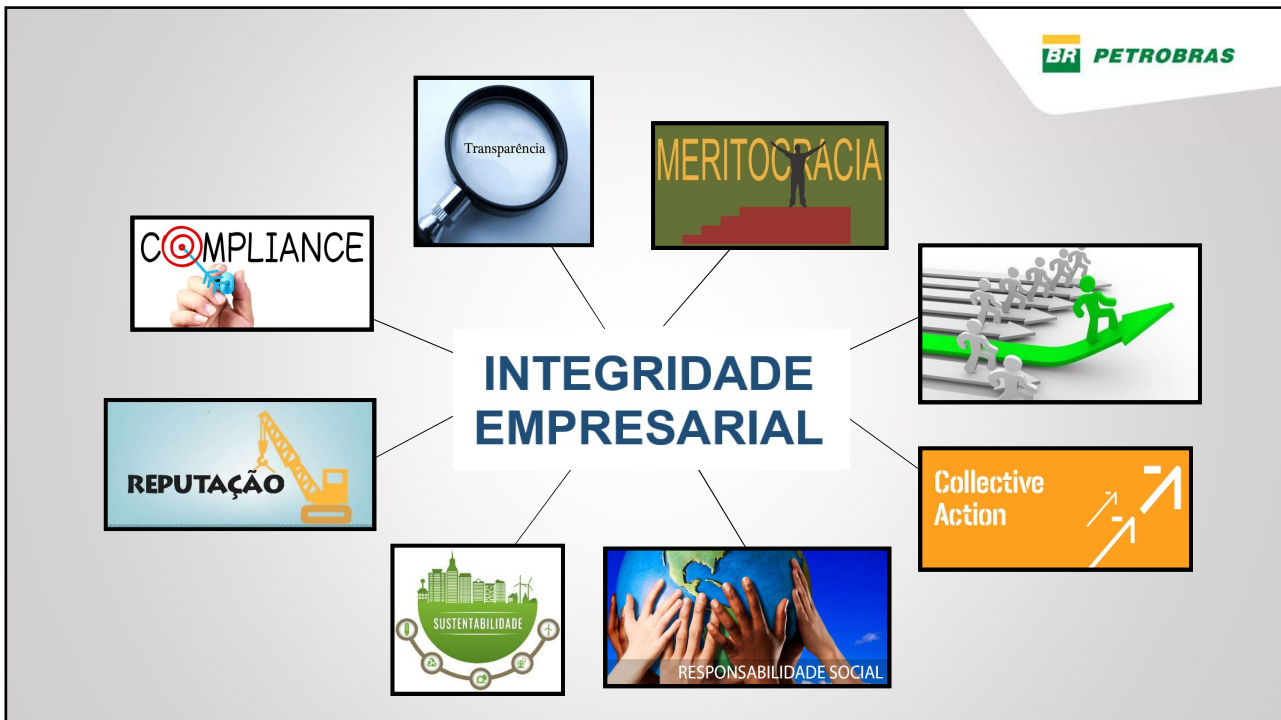 BR PETROBRAS
Transparência
MERITOCRACIA
COMPLIANCE
INTEGRIDADE
EMPRESARIAL
REPUTAÇÃO
Collective
Action
SUSTENTABILIDADE
RESPONSABILIDADE SOCIAL